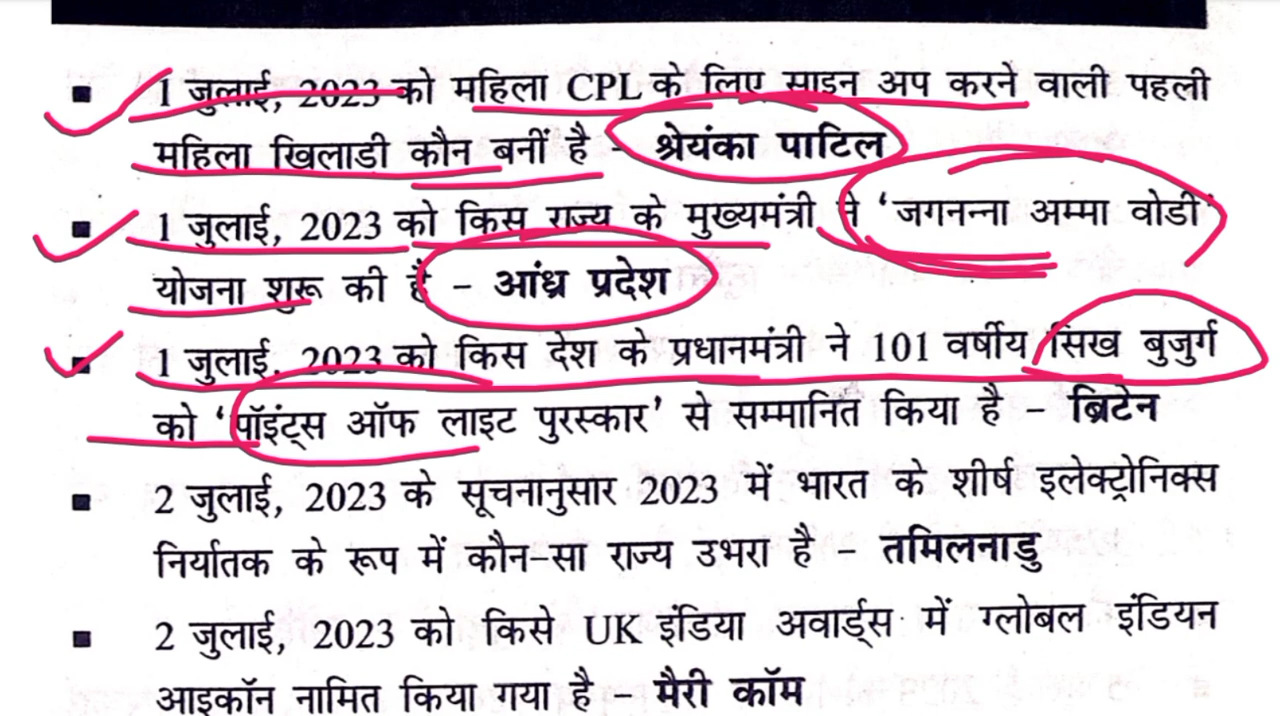 1 जुलाई, 2023 को महिला CPL के लिए साइन अप करने वाली पहली
महिला खिलाडी कौन बनीं है - श्रेयंका पाटिल
1 जुलाई, 2023 को किस राज्य के मुख्यमंत्री ने 'जगनन्ना अम्मा वोडी'
योजना शुरू की है - आंध्र प्रदेश
1 जुलाई. 2023 को किस देश के प्रधानमंत्री ने 101 वर्षीय सिख बुजुर्ग
को 'पॉइंट्स ऑफ लाइट पुरस्कार' से सम्मानित किया है - ब्रिटेन
2 जुलाई, 2023 के सूचनानुसार 2023 में भारत के शीर्ष इलेक्ट्रोनिक्स
निर्यातक के रूप में कौन-सा राज्य उभरा है - तमिलनाडु
2 जुलाई, 2023 को किसे UK इंडिया अवार्ड्स में ग्लोबल इंडियन
आइकॉन नामित किया गया है - मैरी कॉम